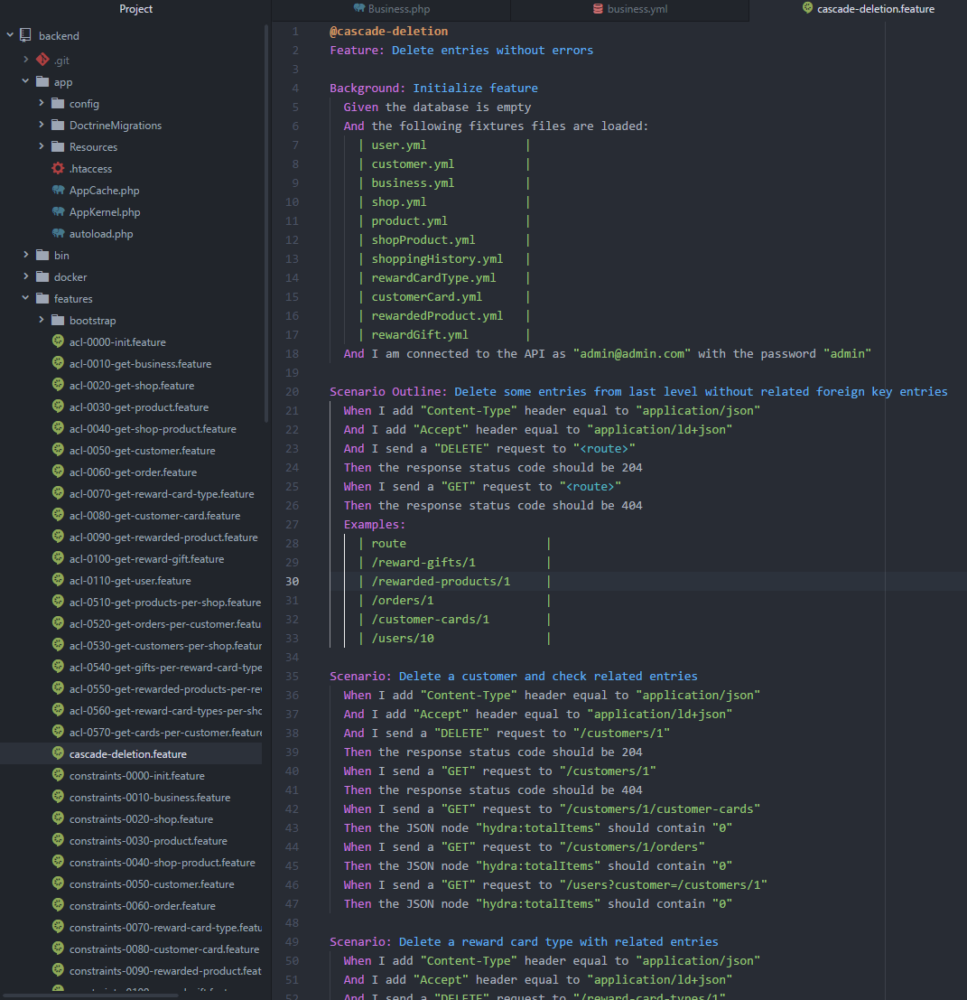 Project
backend
.git
app
config
DoctrineMigrations
Resources
.htaccess
AppCache.php
AppKernel.php
autoload.php
bin
docker
features
bootstrap
acl-0000-init.feature
acl-0010-get-business.feature
acl-0020-get-shop.feature
acl-0030-get-product.feature
acl-0040-get-shop-product.feature
acl-0050-get-customer.feature
acl-0060-get-order.feature
acl-0070-get-reward-card-type.feature
acl-0080-get-customer-card.feature
acl-0090-get-rewarded-product.feature
acl-0100-get-reward-gift.feature
acl-0110-get-user.feature
acl-0510-get-products-per-shop.feature
acl-0520-get-orders-per-customer.featu
acl-0530-get-customers-per-shop.featur
acl-0540-get-gifts-per-reward-card-type
acl-0550-get-rewarded-products-per-re
acl-0560-get-reward-card-types-per-sho
acl-0570-get-cards-per-customer.feature
cascade-deletion.feature
constraints-0000-init.feature
constraints-0010-business.feature
constraints-0020-shop.feature
constraints-0030-product.feature
constraints-0040-shop-product.feature
constraints-0050-customer.feature
constraints-0060-order.feature
constraints-0070-reward-card-type.featu
constraints-0080-customer-card.feature
constraints-0090-rewarded-product.feat
Business.php
business.yml
cascade-deletion.feature
1 @cascade-deletion
2 Feature: Delete entries without errors
3
4 Background: Initialize feature
5 Given the database is empty
6 And the following fixtures files are loaded:
7 | user.yml |
8 | customer.yml |
9 | business.yml |
10 | shop.yml |
11 | product.yml |
12 | shopProduct.yml |
13 | shoppingHistory.yml |
14 | rewardCardType.yml |
15 | customerCard.yml |
16 | rewardedProduct.yml |
17 | rewardGift.yml |
18 And I am connected to the API as "admin@admin.com" with the password "admin"
19
20 Scenario Outline: Delete some entries from last level without related foreign key entries
21 When I add "Content-Type" header equal to "application/json"
22 And I add "Accept" header equal to "application/ld+json"
23 And I send a "DELETE" request to "<route>"
24 Then the response status code should be 204
25 When I send a "GET" request to "<route>"
26 Then the response status code should be 404
27 Examples:
28 | route |
29 | /reward-gifts/1 |
30 | /rewarded-products/1 |
31 | /orders/1 |
32 | /customer-cards/1 |
33 | /users/10 |
34
35 Scenario: Delete a customer and check related entries
36 When I add "Content-Type" header equal to "application/json"
37 And I add "Accept" header equal to "application/ld+json"
38 And I send a "DELETE" request to "/customers/1"
39 Then the response status code should be 204
40 When I send a "GET" request to "/customers/1"
41 Then the response status code should be 404
42 When I send a "GET" request to "/customers/1/customer-cards"
43 Then the JSON node "hydra:totalItems" should contain "0"
44 When I send a "GET" request to "/customers/1/orders"
45 Then the JSON node "hydra:totalItems" should contain "0"
46 When I send a "GET" request to "/users?customer=/customers/1"
47 Then the JSON node "hydra:totalItems" should contain "0"
48
49 Scenario: Delete a reward card type with related entries
50 When I add "Content-Type" header equal to "application/json"
51 And I add "Accept" header equal to "application/ld+json"
52 And I send a "DELETE" request to "/reward-card-types/1"